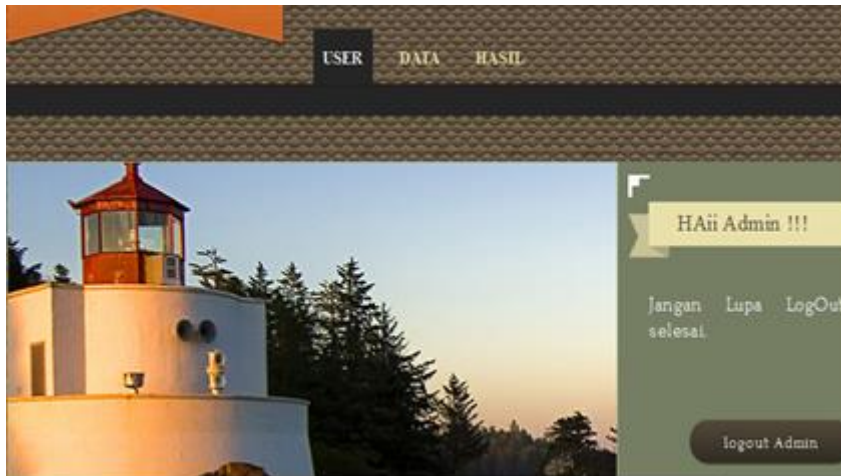 USER DATA HASIL
HAii Admin !!!
Jangan Lupa LogOut
selesai.
logout Admin